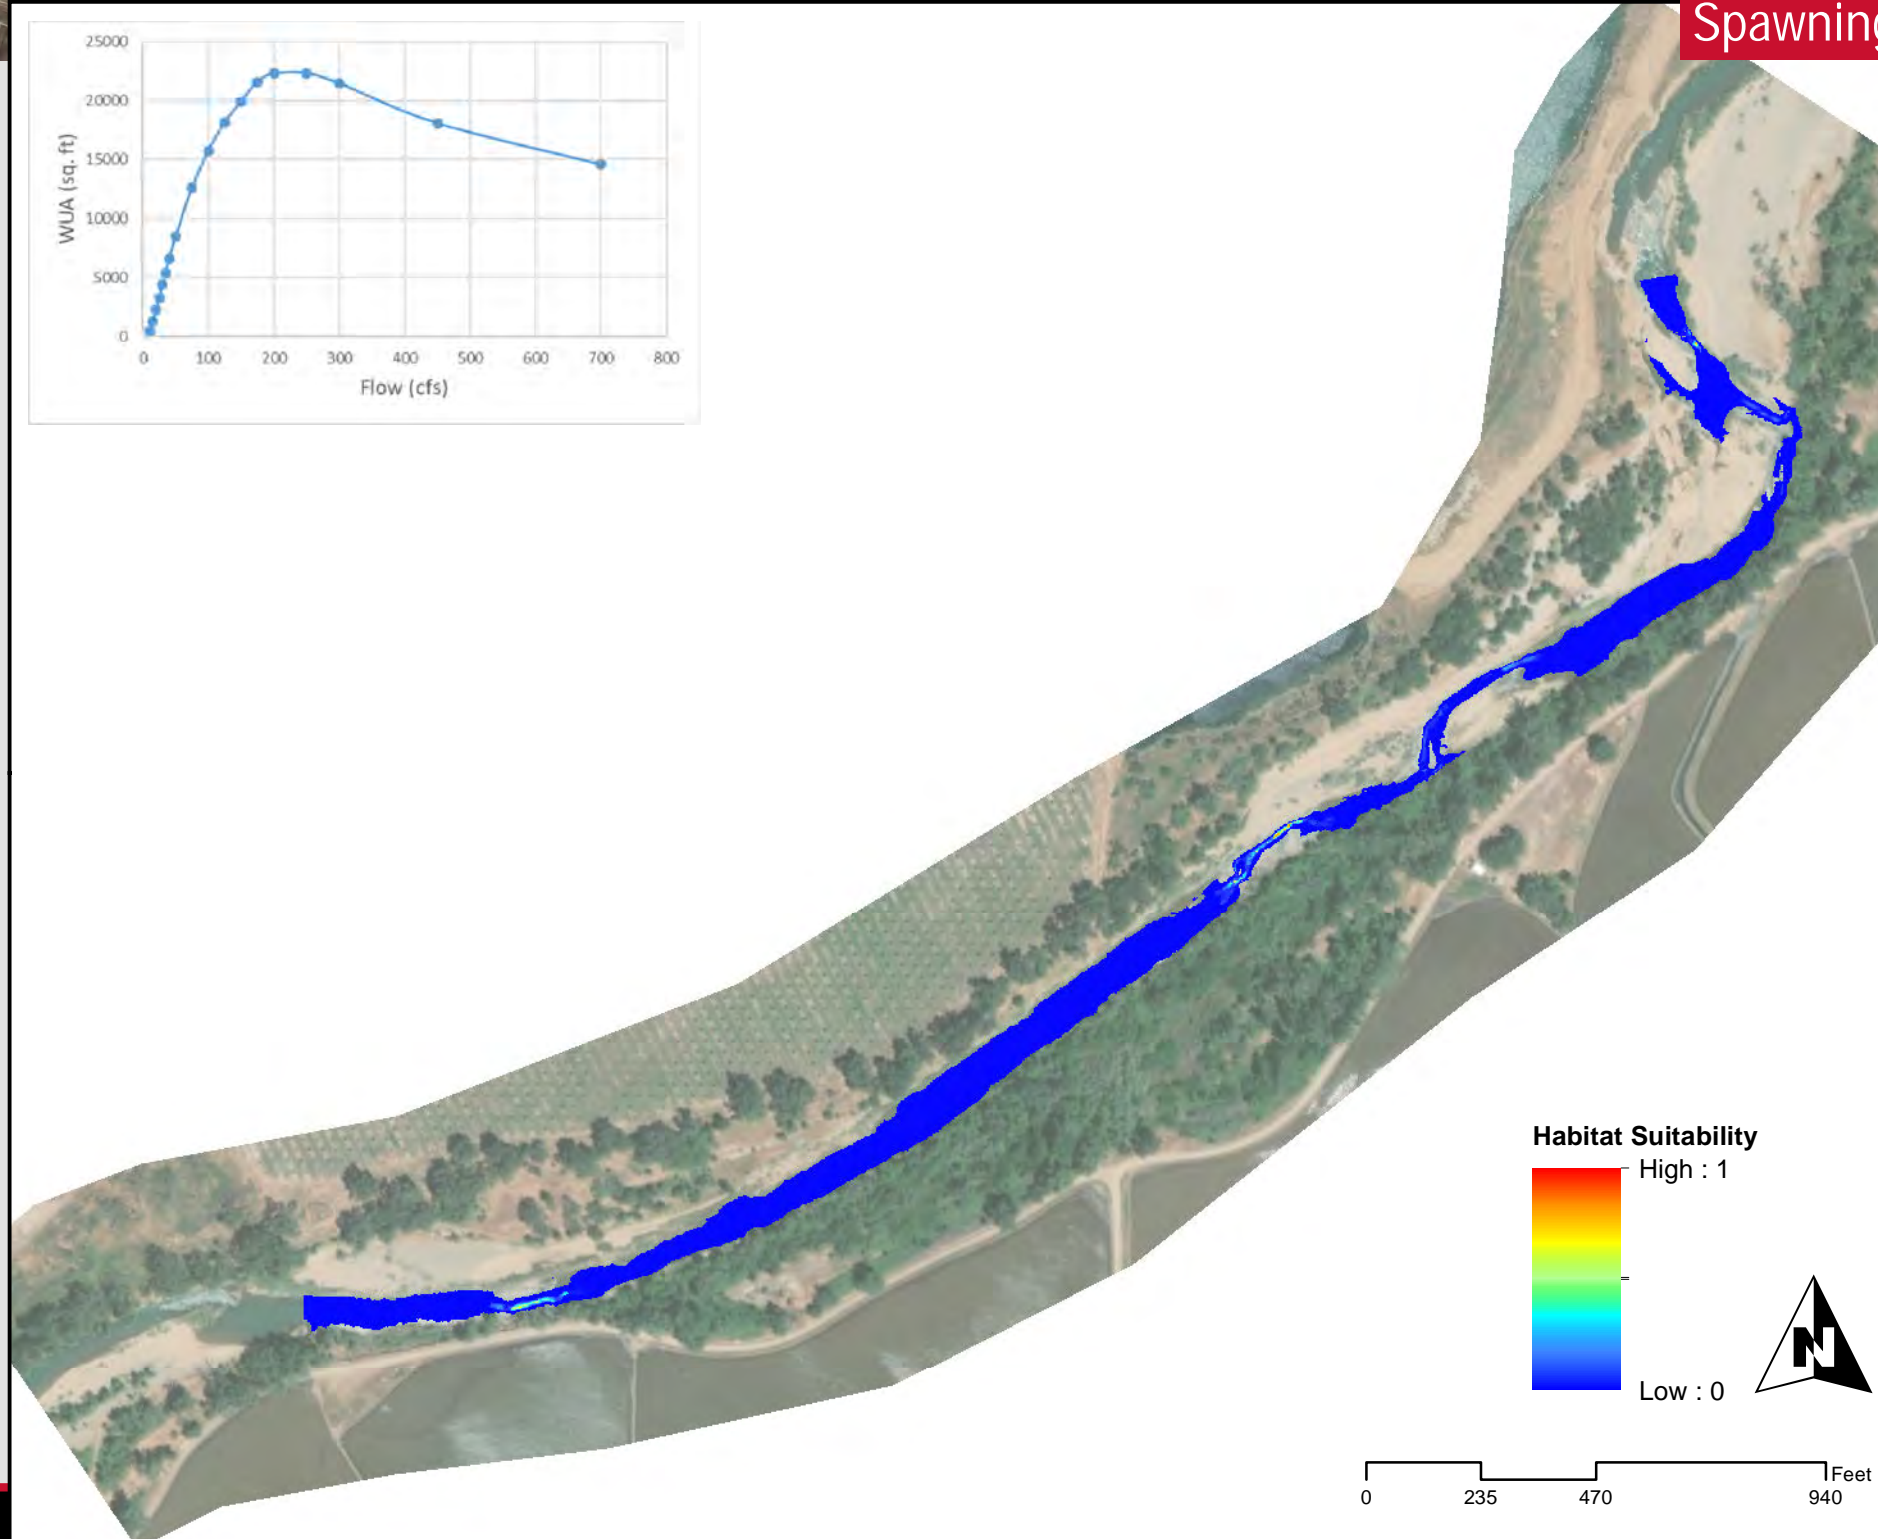 Spawning
25000
20000
15000
10000
5000
0
WUA (sq. ft)
0 100 200 300 400 500 600 700 800
Flow (cfs)
Habitat Suitability
High : 1
Low : 0
N
Feet
0 235 470 940